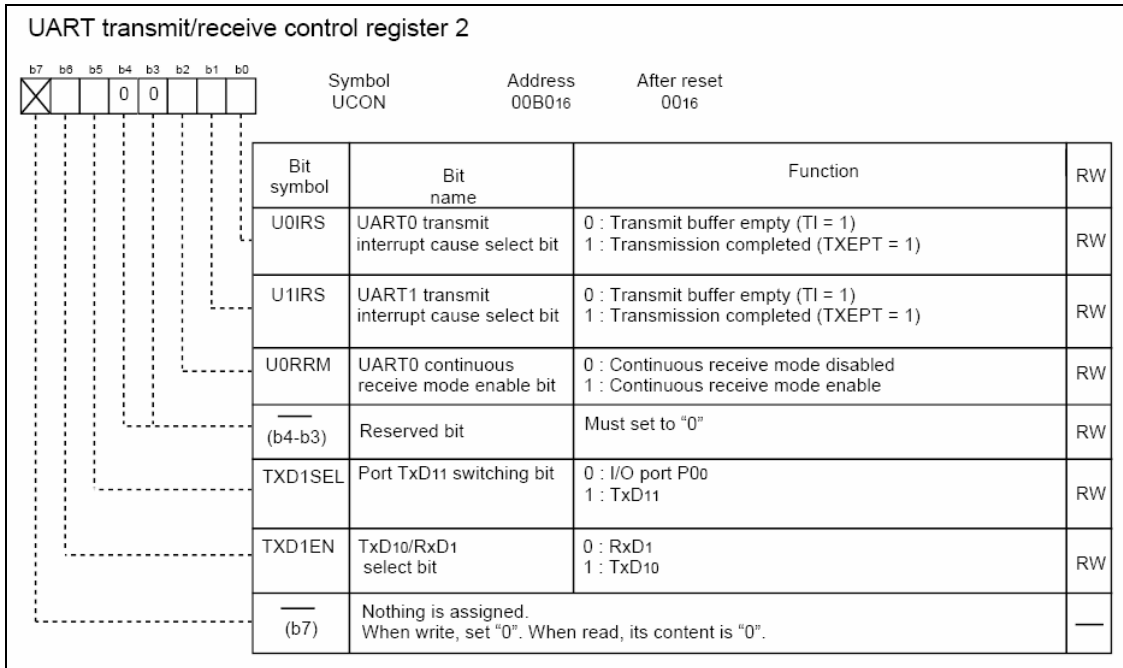 UART transmit/receive control register 2
b7 b6 b5 b4 b3 b2 b1 b0
0 0
Symbol Address After reset
UCON 00B016 0016
Bit symbol Bit name Function RW
U0IRS UART0 transmit interrupt cause select bit 0 : Transmit buffer empty (TI = 1) RW
1 : Transmission completed (TXEPT = 1)
U1IRS UART1 transmit interrupt cause select bit 0 : Transmit buffer empty (TI = 1) RW
1 : Transmission completed (TXEPT = 1)
U0RRM UART0 continuous receive mode enable bit 0 : Continuous receive mode disabled RW
1 : Continuous receive mode enable
(b4-b3) Reserved bit Must set to “0” RW
TXD1SEL Port TxD11 switching bit 0 : I/O port P00 RW
1 : TxD11
TXD1EN TxD10/RxD1 select bit 0 : RxD1 RW
1 : TxD10
(b7) Nothing is assigned.
When write, set “0”. When read, its content is “0”. —